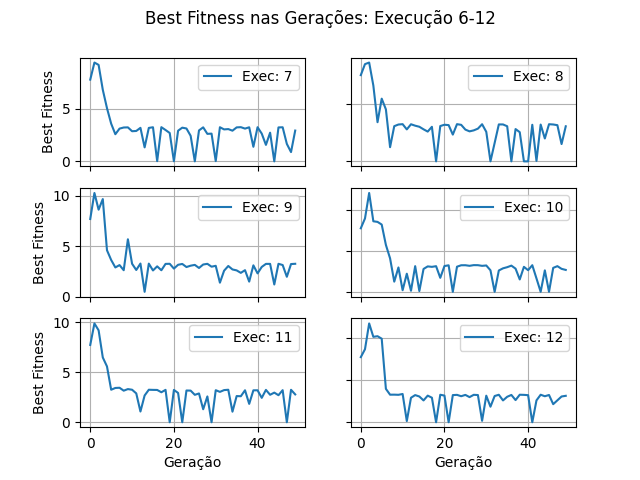 Best Fitness nas Gerações: Execução 6-12
Best Fitness
5
0
Exec: 7
Exec: 8
Best Fitness
10
5
0
Exec: 9
Exec: 10
Best Fitness
10
5
0
Exec: 11
Exec: 12
0
20
40
0
20
40
Geração
Geração